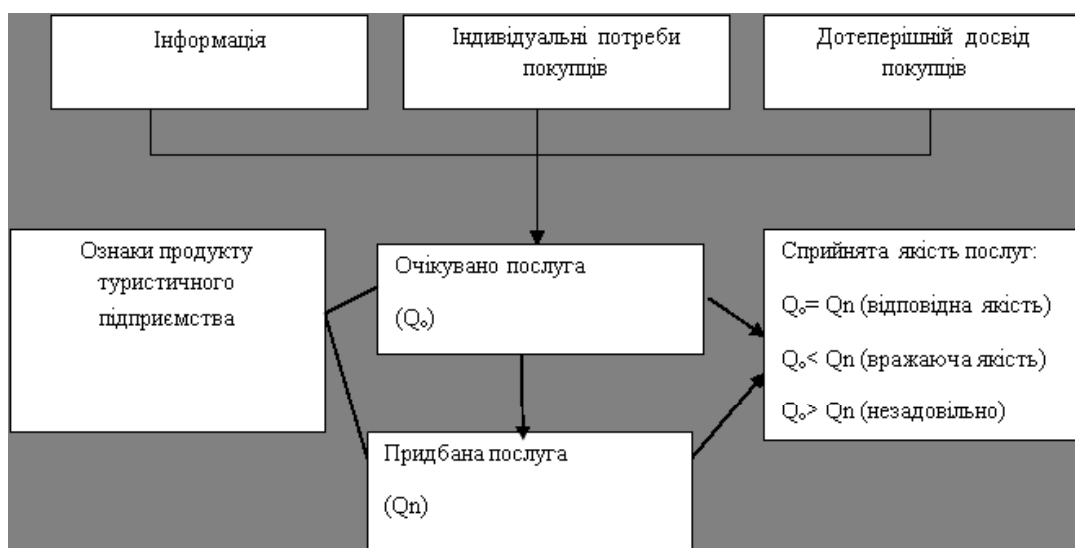 Інформація
Індивідуальні потреби
покупців
Дотеперішній досвід
покупців
Ознаки продукту
туристичного
підприємства
Очікувано послуга
(Qₒ)
Сприйнята якість послуг:
Qₒ= Qn (відповідна якість)
Qₒ< Qn (вражаюча якість)
Qₒ> Qn (незадовільно)
Придбана послуга
(Qn)